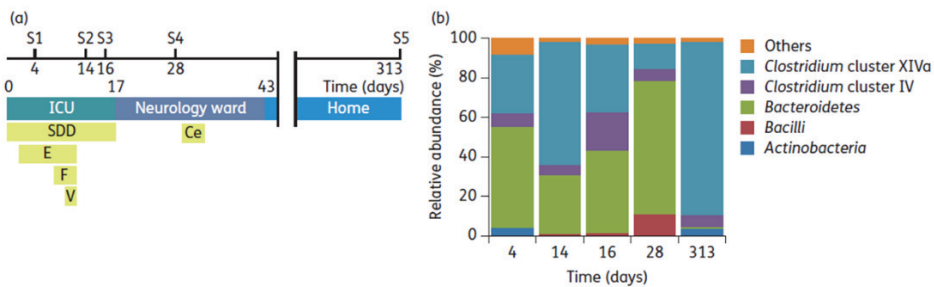 (a)
S1 S2 S3 S4 S5
4 14 16 28 313
0 17 43 Time (days)
ICU Neurology ward Home
SDD Ce
E
F
V
(b)
Relative abundance (%)
100
80
60
40
20
0
4 14 16 28 313
Time (days)
Others
Clostridium cluster XIVa
Clostridium cluster IV
Bacteroidetes
Bacilli
Actinobacteria